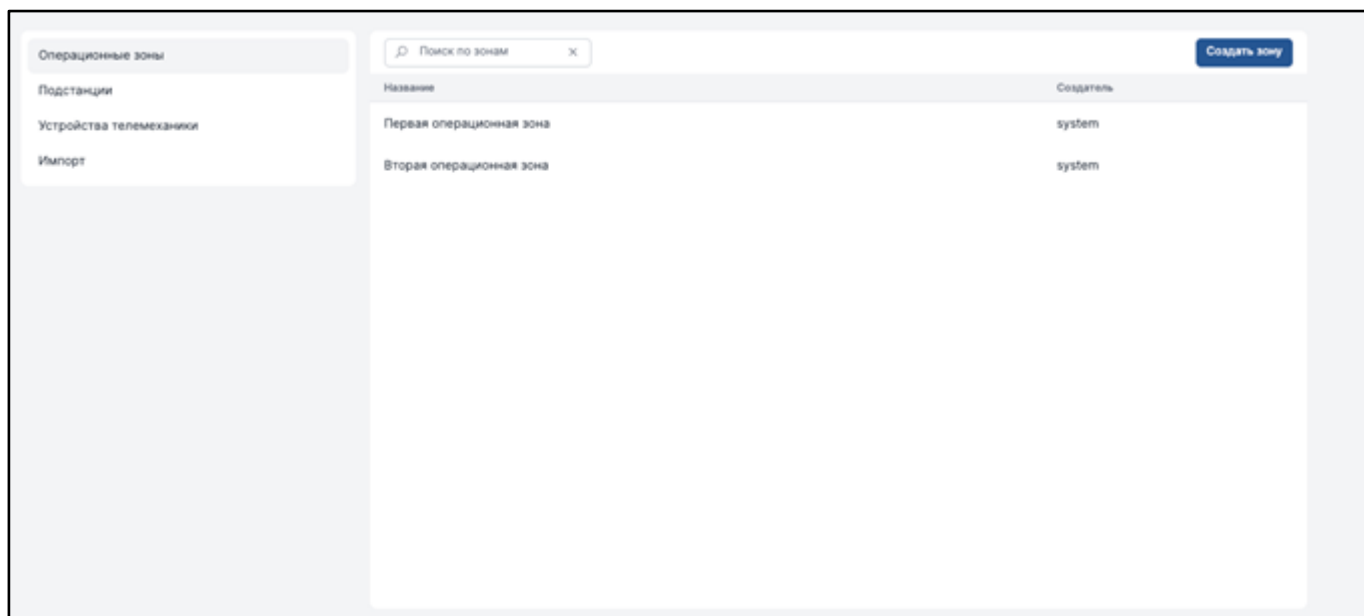 Операционные зоны
Подстанции
Устройства телемеханики
Импорт
Поиск по зонам
Создать зону
Название Создатель
Первая операционная зона system
Вторая операционная зона system